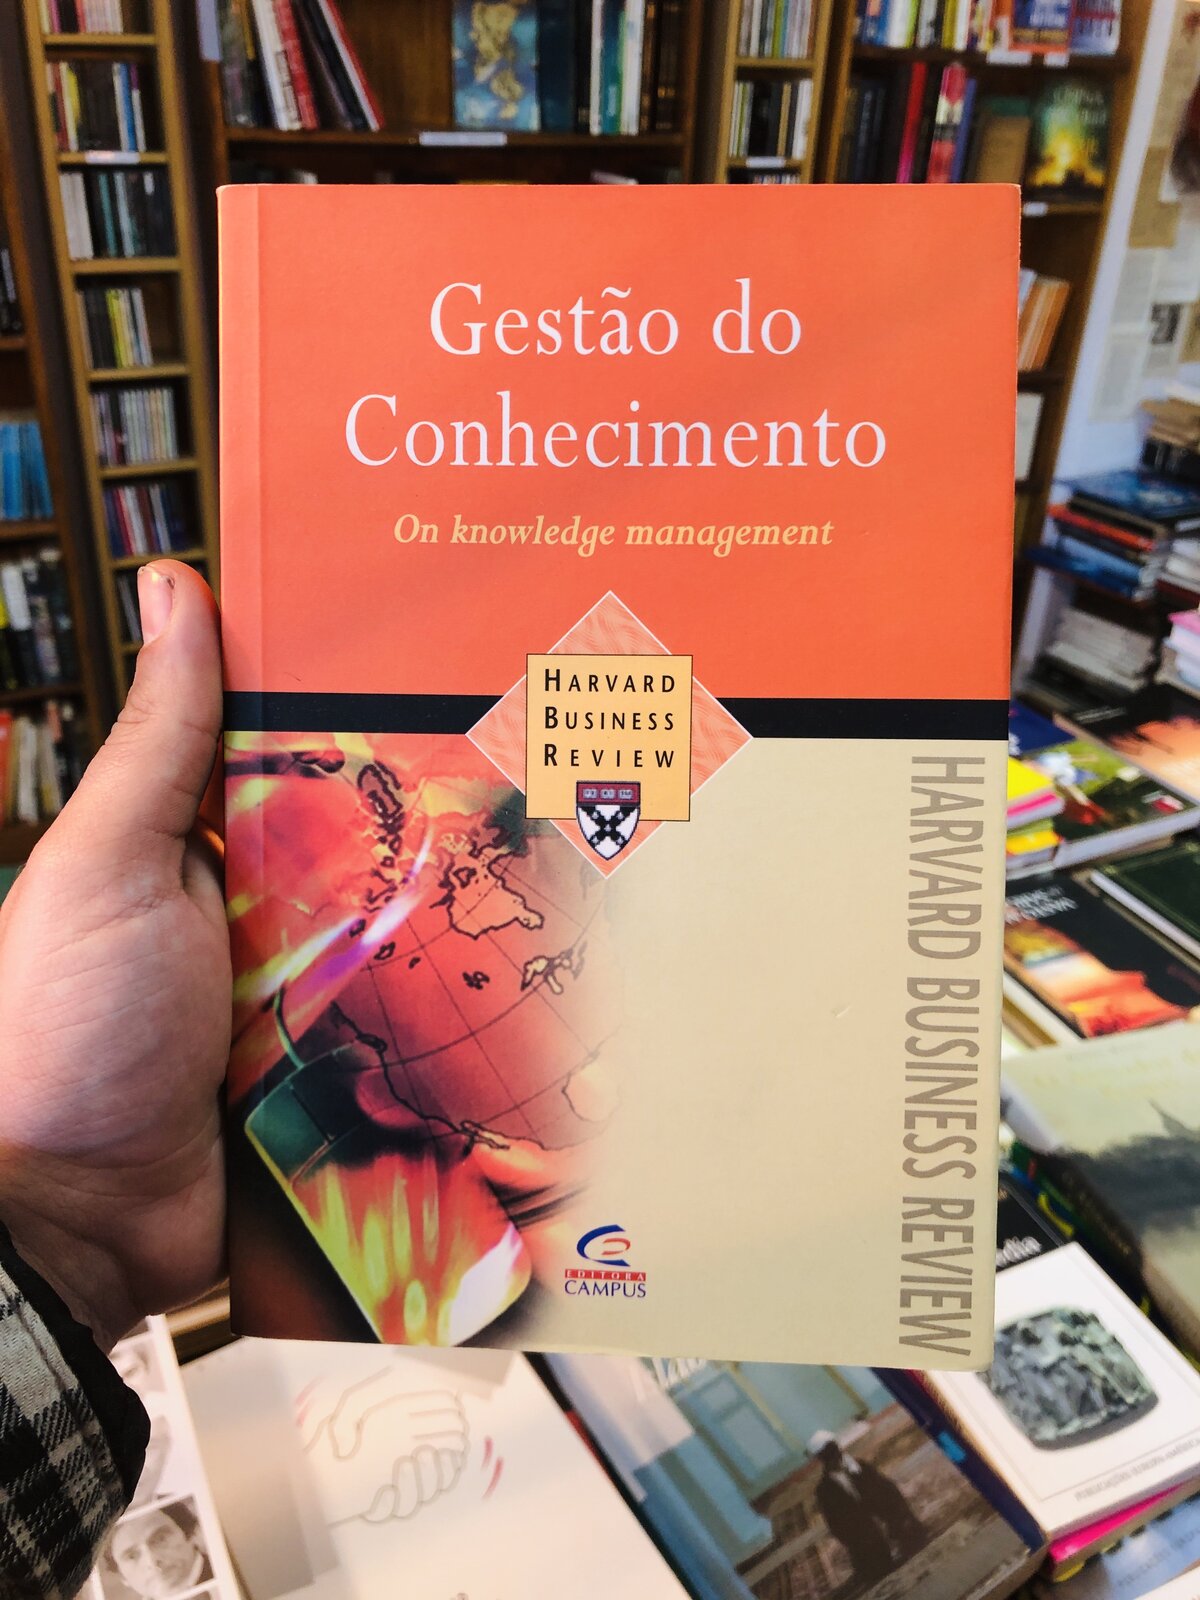 Gestão do
Conhecimento
On knowledge management
HARVARD
BUSINESS
REVIEW
HARVARD BUSINESS REVIEW
EDITORA
CAMPUS